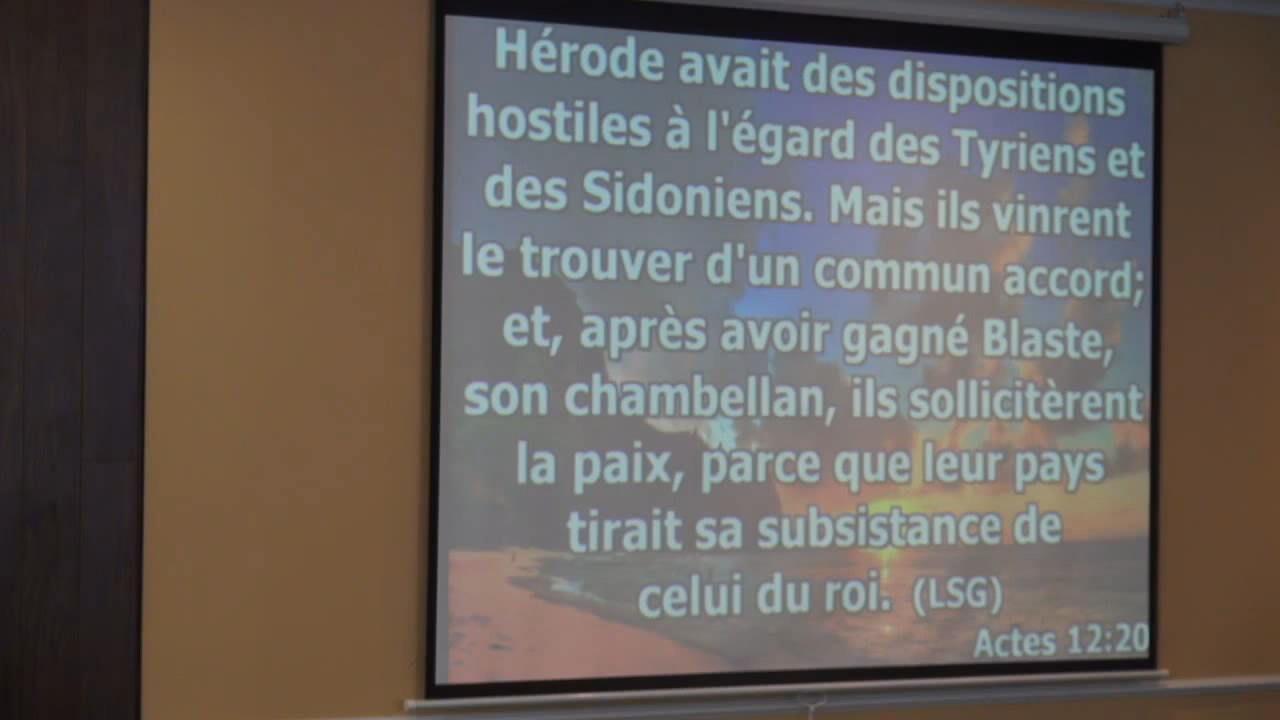 Hérode avait des dispositions
hostiles à l'égard des Tyriens et
des Sidoniens. Mais ils vinrent
le trouver d'un commun accord;
et, après avoir gagné Blaste,
son chambellan, ils sollicitèrent
la paix, parce que leur pays
tirait sa subsistance de
celui du roi. (LSG)
Actes 12:20